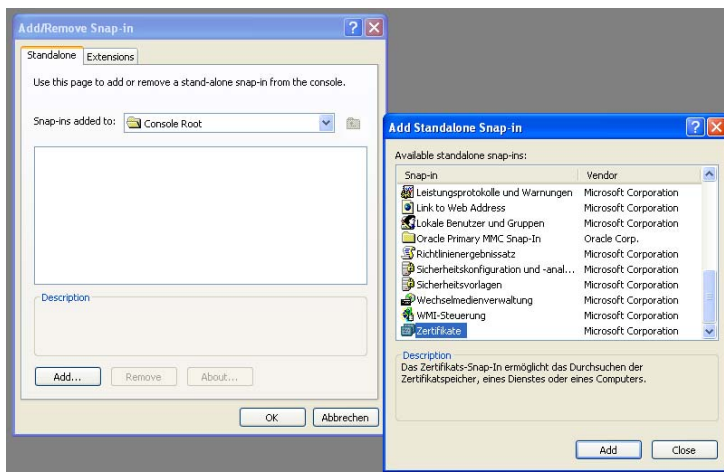 Add/Remove Snap-in
Standalone
Extensions
Use this page to add or remove a stand-alone snap-in from the console.
Snap-ins added to: Console Root
Description
Add... Remove About...
OK Abbrechen
Add Standalone Snap-in
Available standalone snap-ins:
Snap-in Vendor
Leistungsprotokolle und Warnungen Microsoft Corporation
Link to Web Address Microsoft Corporation
Lokale Benutzer und Gruppen Microsoft Corporation
Oracle Primary MMC Snap-In Oracle Corp.
Richtlinienergebnissatz Microsoft Corporation
Sicherheitskonfiguration und -anal... Microsoft Corporation
Sicherheitsvorlagen Microsoft Corporation
Wechselmedienverwaltung Microsoft Corporation
WMI-Steuerung Microsoft Corporation
Zertifikate Microsoft Corporation
Description
Das Zertifikats-Snap-In ermöglicht das Durchsuchen der
Zertifikatspeicher, eines Dienstes oder eines Computers.
Add Close